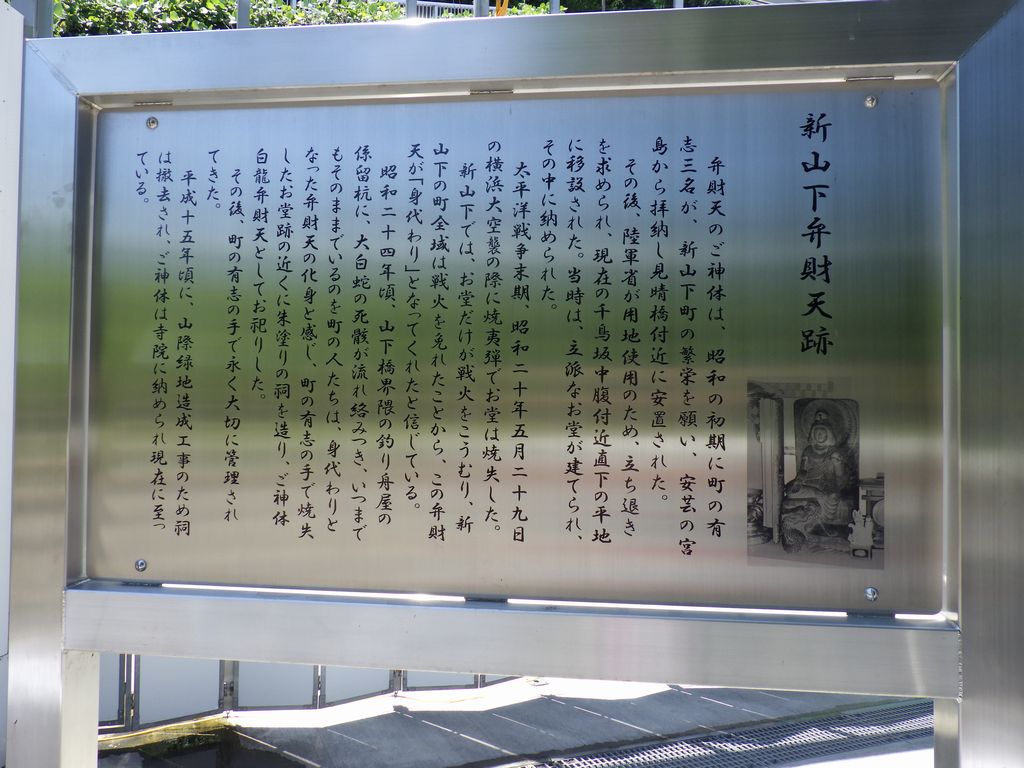 新山下弁財天跡
弁財天のご神体は、昭和の初期に町の有
志三名が、新山下町の繁栄を願い、安芸の宮
島から拝納し見晴橋付近に安置された。
その後、陸軍省が用地使用のため、立ち退き
を求められ、現在の千鳥坂中腹付近直下の平地
に移設された。当時は、立派なお堂が建てられ、
その中に納められた。
太平洋戦争末期、昭和二十年五月二十九日
の横浜大空襲の際に焼夷弾でお堂は焼失した。
新山下では、お堂だけが戦火をこうむり、新
山下の町全域は戦火を免れたことから、この弁財
天が「身代わり」となってくれたと信じている。
昭和二十四年頃、山下橋界隈の釣り舟屋の
係留杭に、大白蛇の死骸が流れ絡みつき、いつまで
もそのままでいるのを町の人たちは、身代わりと
なった弁財天の化身と感じ、町の有志の手で焼失
したお堂跡の近くに朱塗りの祠を造り、ご神体
白龍弁財天としてお祀りした。
その後、町の有志の手で永く大切に管理され
てきた。
平成十五年頃に、山際緑地造成工事のため祠
は撤去され、ご神体は寺院に納められ現在に至っ
ている。